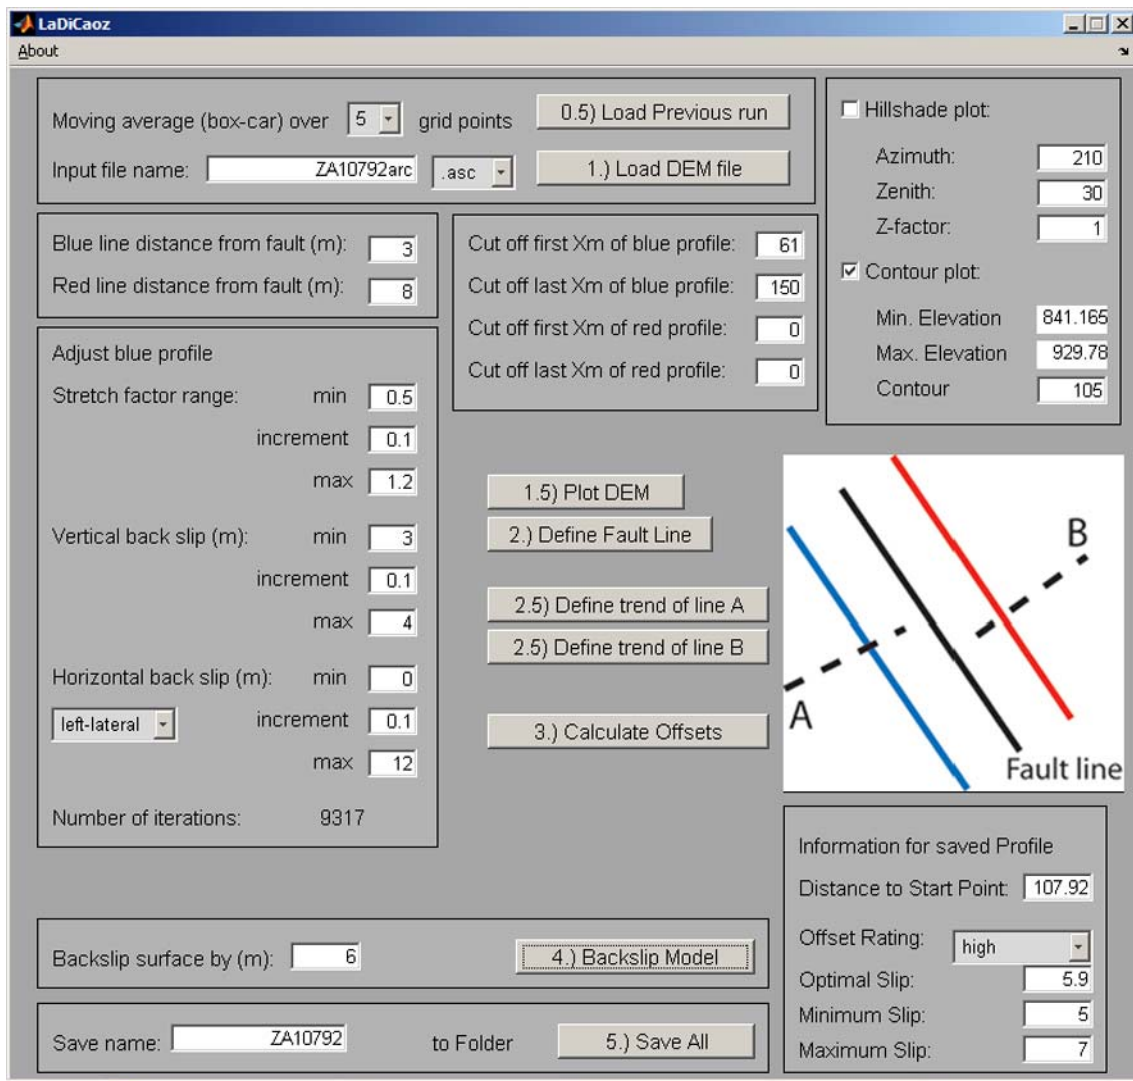 LaDiCaoz
About
Moving average (box-car) over 5 grid points 0.5) Load Previous run
Input file name: ZA10792arc .asc 1.) Load DEM file
Hillshade plot:
Azimuth: 210
Zenith: 30
Z-factor: 1
Contour plot:
Min. Elevation 841.165
Max. Elevation 929.78
Contour 105
Blue line distance from fault (m): 3
Red line distance from fault (m): 8
Cut off first Xm of blue profile: 61
Cut off last Xm of blue profile: 150
Cut off first Xm of red profile: 0
Cut off last Xm of red profile: 0
Adjust blue profile
Stretch factor range: min 0.5
increment 0.1
max 1.2
Vertical back slip (m): min 3
increment 0.1
max 4
Horizontal back slip (m): min 0
left-lateral increment 0.1
max 12
Number of iterations: 9317
1.5) Plot DEM
2.) Define Fault Line
2.5) Define trend of line A
2.5) Define trend of line B
3.) Calculate Offsets
B
A
Fault line
Backslip surface by (m): 6 4.) Backslip Model
Save name: ZA10792 to Folder 5.) Save All
Information for saved Profile
Distance to Start Point: 107.92
Offset Rating: high
Optimal Slip: 5.9
Minimum Slip: 5
Maximum Slip: 7